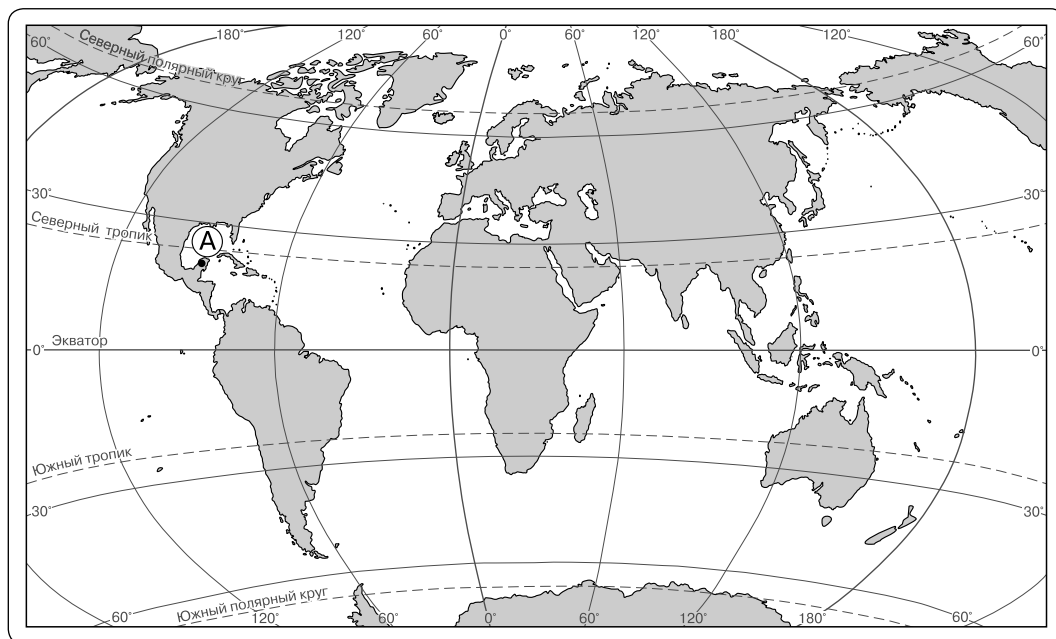 180° 120° 60° 0° 60° 120° 180° 120°
60° 60°
Северный полярный круг
30° 30°
Северный тропик
A
Экватор
0° 0°
Южный тропик
30° 30°
Южный полярный круг
60° 120° 60° 0° 60° 120° 180° 60°